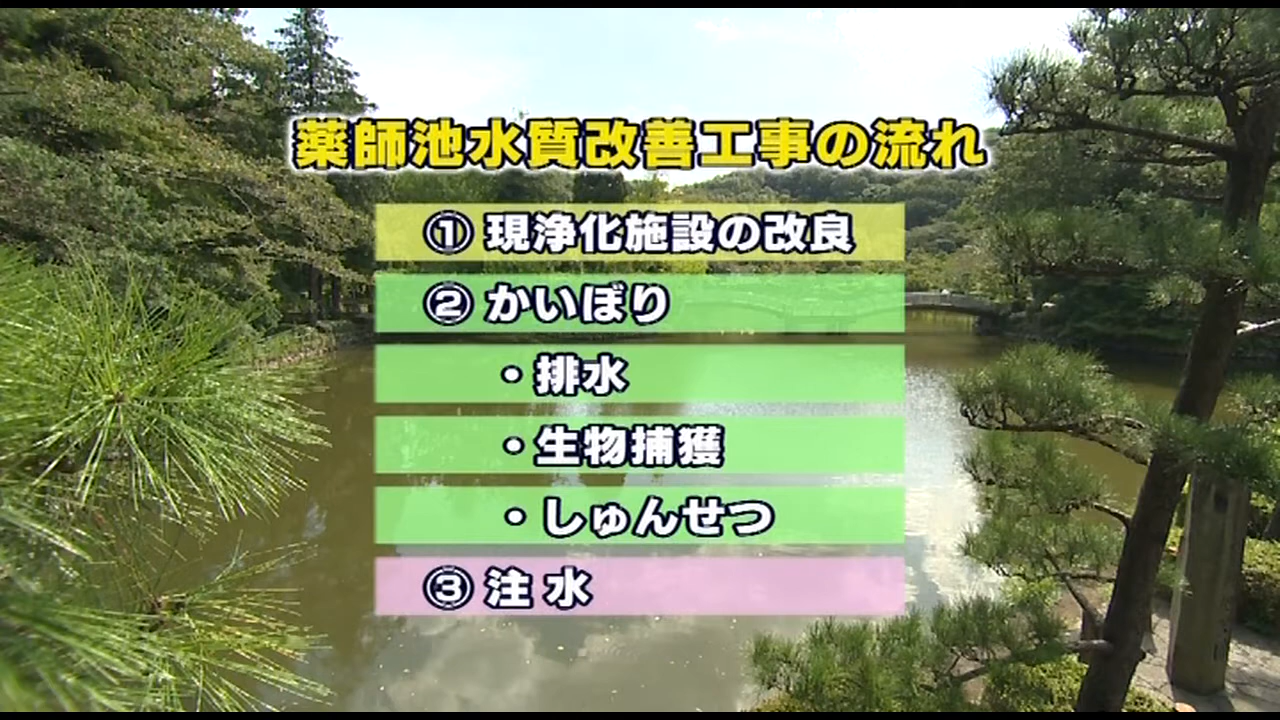 薬師池水質改善工事の流れ
① 現浄化施設の改良
② かいぼり
・排水
・生物捕獲
・しゅんせつ
③ 注水